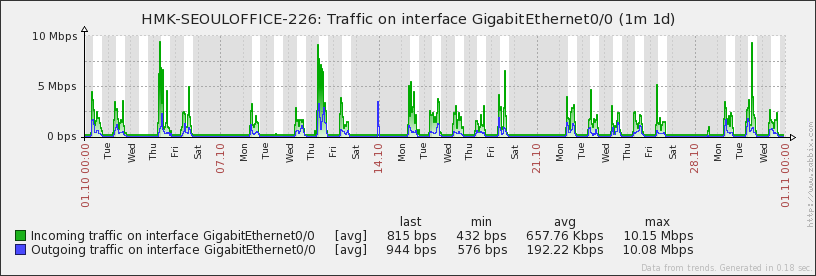 HMK-SEOULOFFICE-226: Traffic on interface GigabitEthernet0/0 (1m 1d)
10 Mbps
5 Mbps
0 bps
01.10 00:00 Tue Wed Thu Fri Sat 07.10 Mon Tue Wed Thu Fri Sat 14.10 Mon Tue Wed Thu Fri Sat 21.10 Mon Tue Wed Thu Fri Sat 28.10 Mon Tue Wed 01.11 00:00
last min avg max
Incoming traffic on interface GigabitEthernet0/0 [avg] 815 bps 432 bps 657.76 Kbps 10.15 Mbps
Outgoing traffic on interface GigabitEthernet0/0 [avg] 944 bps 576 bps 192.22 Kbps 10.08 Mbps
http://www.zabbix.com
Data from trends. Generated in 0.18 sec.